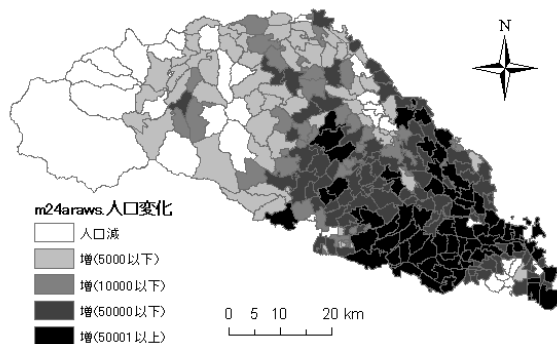 N
m24araws.人口変化
人口減
増(5000以下)
増(10000以下)
増(50000以下)
増(50001以上)
0 5 10 20 km